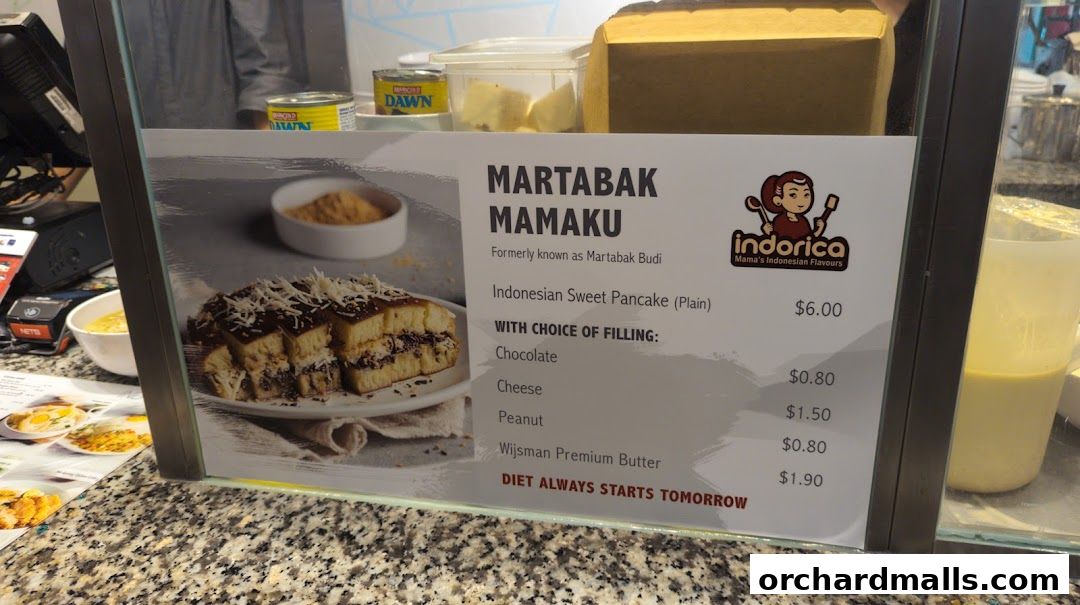 MARIGOLD
DAWN
DAWN
MARTABAK
MAMAKU
Formerly known as Martabak Budi
indorica
Mama's Indonesian Flavours
Indonesian Sweet Pancake (Plain) $6.00
WITH CHOICE OF FILLING:
Chocolate $0.80
Cheese $1.50
Peanut $0.80
Wijsman Premium Butter $1.90
DIET ALWAYS STARTS TOMORROW
NETS
orchardmalls.com